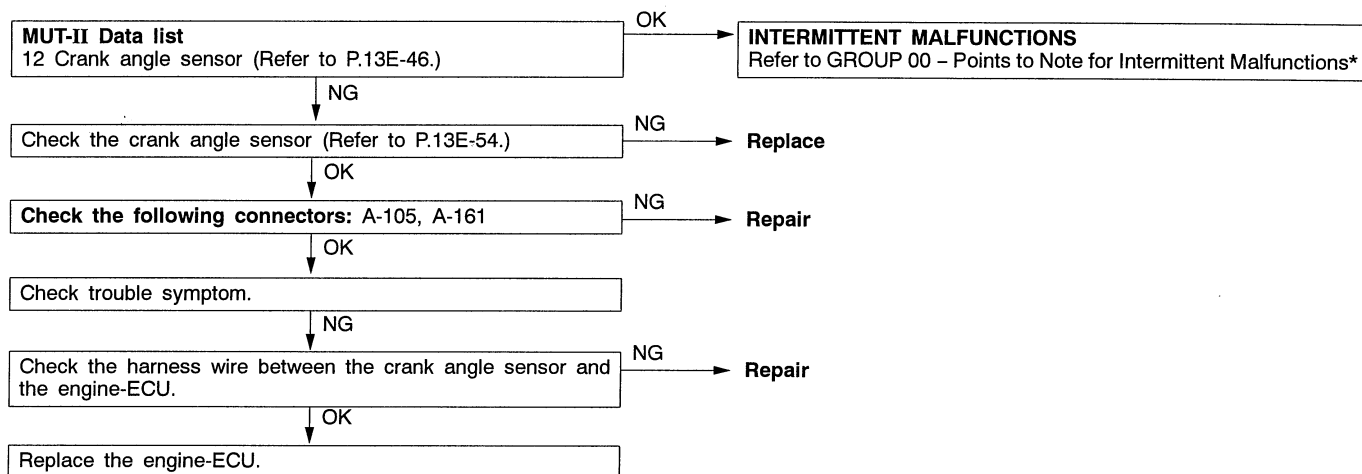 MUT-II Data list
12 Crank angle sensor (Refer to P.13E-46.)
OK
INTERMITTENT MALFUNCTIONS
Refer to GROUP 00 – Points to Note for Intermittent Malfunctions*
NG
Check the crank angle sensor (Refer to P.13E-54.)
NG
Replace
OK
Check the following connectors: A-105, A-161
NG
Repair
OK
Check trouble symptom.
NG
Check the harness wire between the crank angle sensor and
the engine-ECU.
NG
Repair
OK
Replace the engine-ECU.